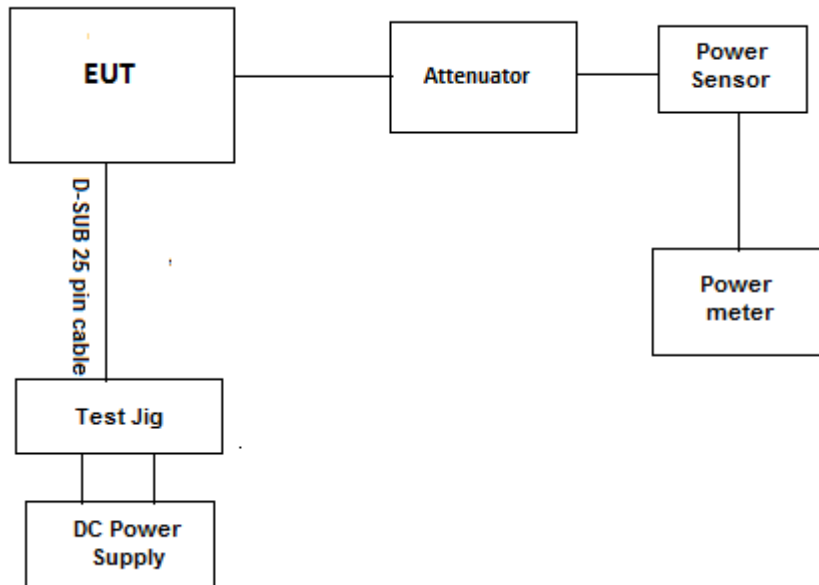 EUT
Attenuator
Power
Sensor
D-SUB 25 pin cable
Power
meter
Test Jig
DC Power
Supply